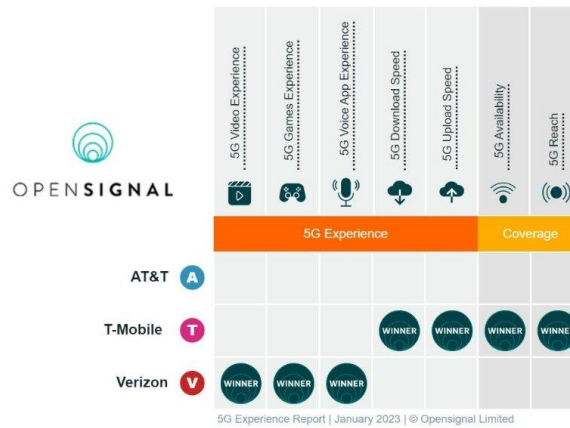 5G Video Experience
5G Games Experience
5G Voice App Experience
5G Download Speed
5G Upload Speed
5G Availability
5G Reach
OPENSIGNAL
5G Experience
Coverage
AT&T A
T-Mobile T WINNER WINNER WINNER WINNER
Verizon V WINNER WINNER WINNER
5G Experience Report | January 2023 | © Opensignal Limited